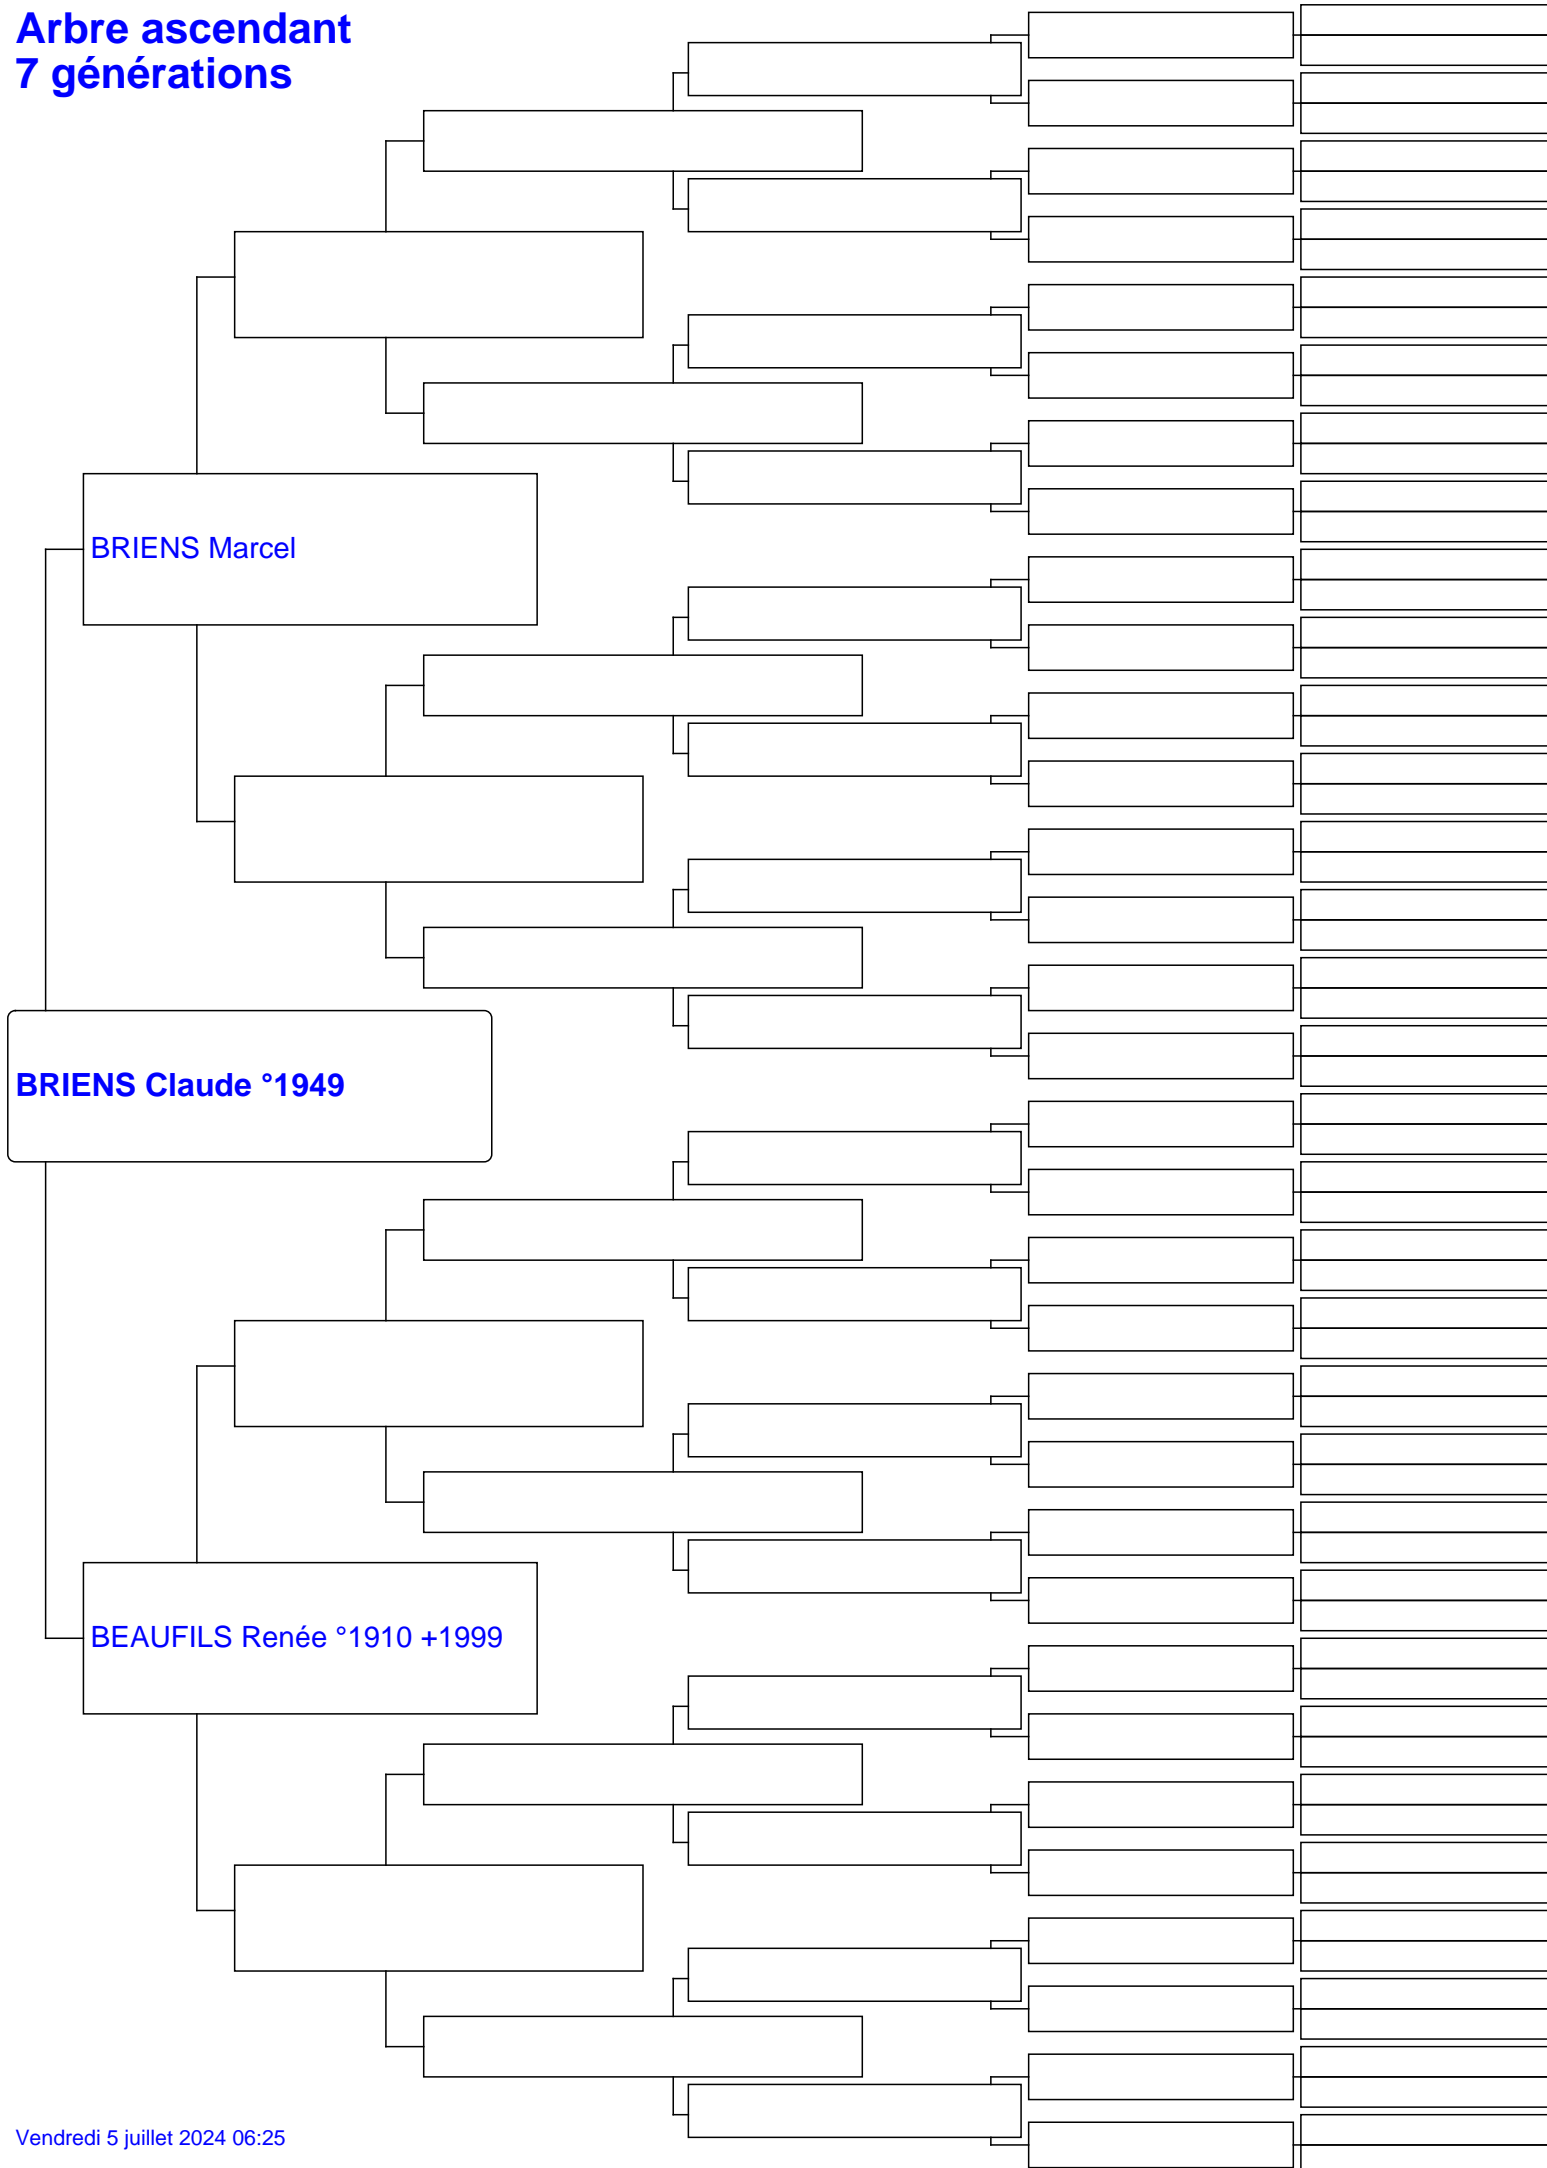 Arbre ascendant
7 générations
BRIENS Marcel
BRIENS Claude °1949
BEAUFILS Renée °1910 +1999
Vendredi 5 juillet 2024 06:25